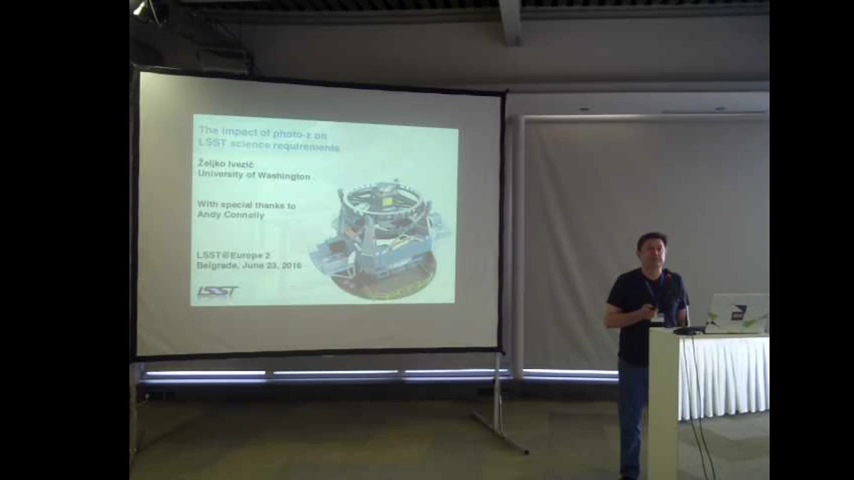 The impact of photo-z on
LSST science requirements
Željko Ivezić
University of Washington
With special thanks to
Andy Connolly
LSST@Europe 2
Belgrade, June 23, 2016
LSST